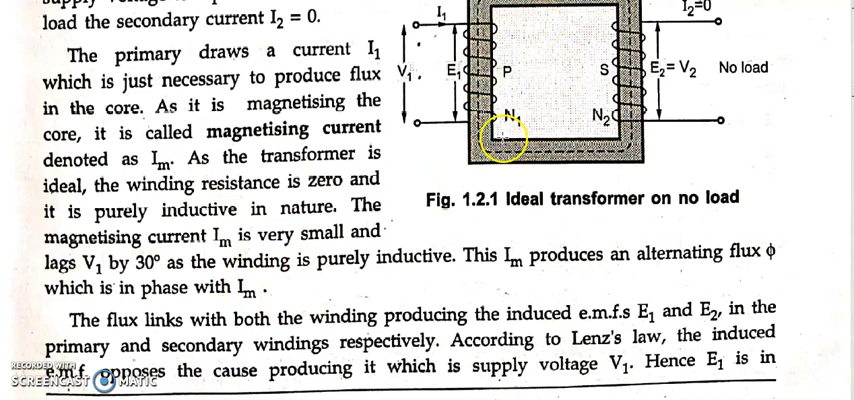 load the secondary current I₂ = 0.
The primary draws a current I₁
which is just necessary to produce flux
in the core. As it is magnetising the
core, it is called magnetising current
denoted as Iₘ. As the transformer is
ideal, the winding resistance is zero and
it is purely inductive in nature. The
magnetising current Iₘ is very small and
lags V₁ by 30° as the winding is purely inductive. This Iₘ produces an alternating flux ϕ
which is in phase with Iₘ .
I₁
I₂=0
V₁
E₁
P
S
E₂= V₂
No load
N₁
N₂
Fig. 1.2.1 Ideal transformer on no load
The flux links with both the winding producing the induced e.m.f.s E₁ and E₂, in the
primary and secondary windings respectively. According to Lenz's law, the induced
e.m.f. opposes the cause producing it which is supply voltage V₁. Hence E₁ is in
RECORDED WITH
SCREENCAST MATIC